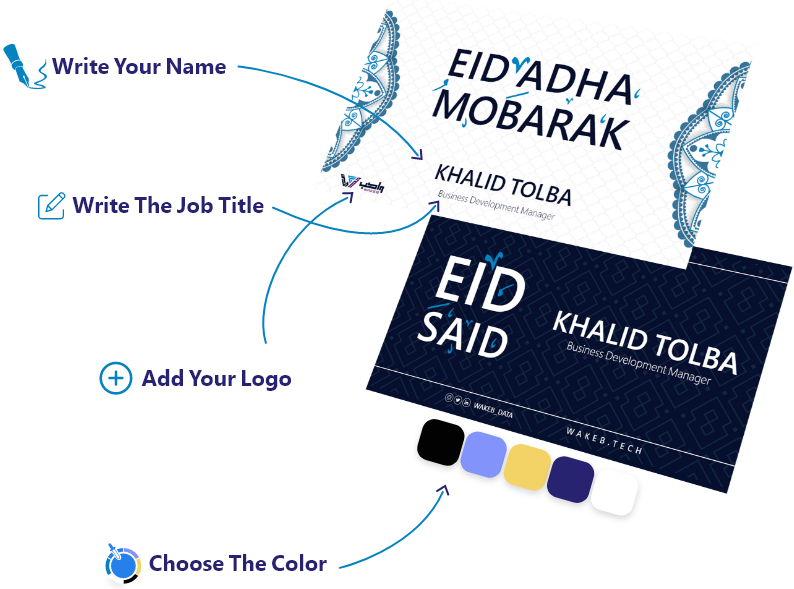 Write Your Name
Write The Job Title
Add Your Logo
Choose The Color
EID ADHA
MOBARAK
KHALID TOLBA
Business Development Manager
واكب
EID
SAID
KHALID TOLBA
Business Development Manager
WAKEB_DATA
WAKEB.TECH